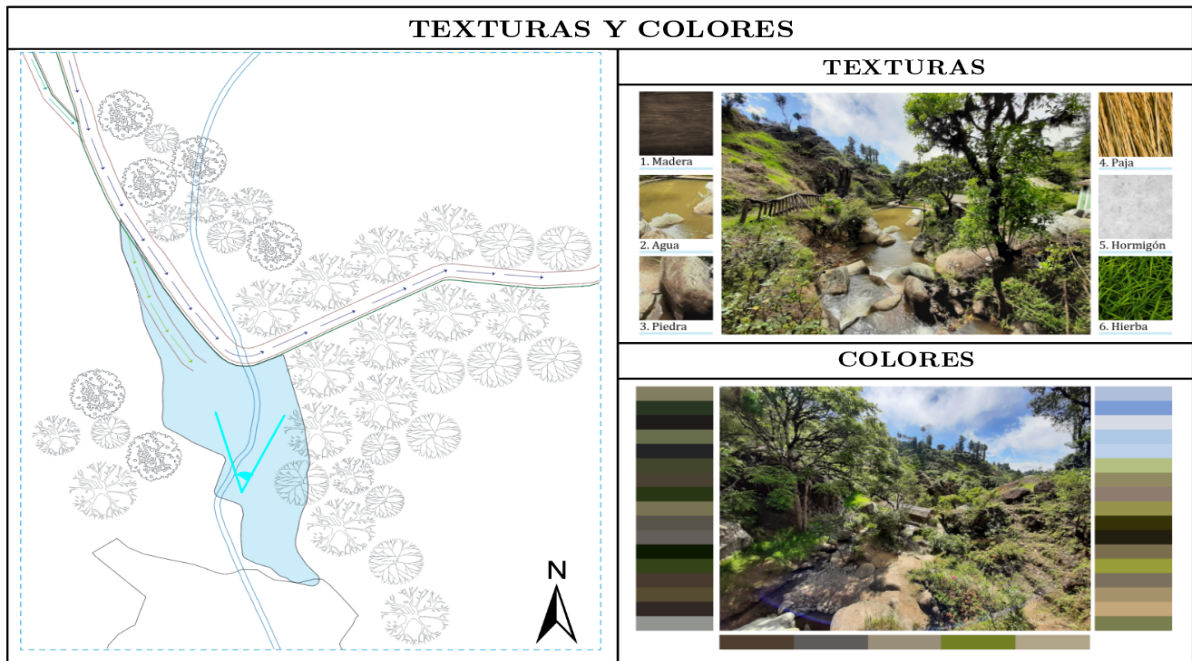 TEXTURAS Y COLORES
N
TEXTURAS
1. Madera
2. Agua
3. Piedra
4. Paja
5. Hormigón
6. Hierba
COLORES